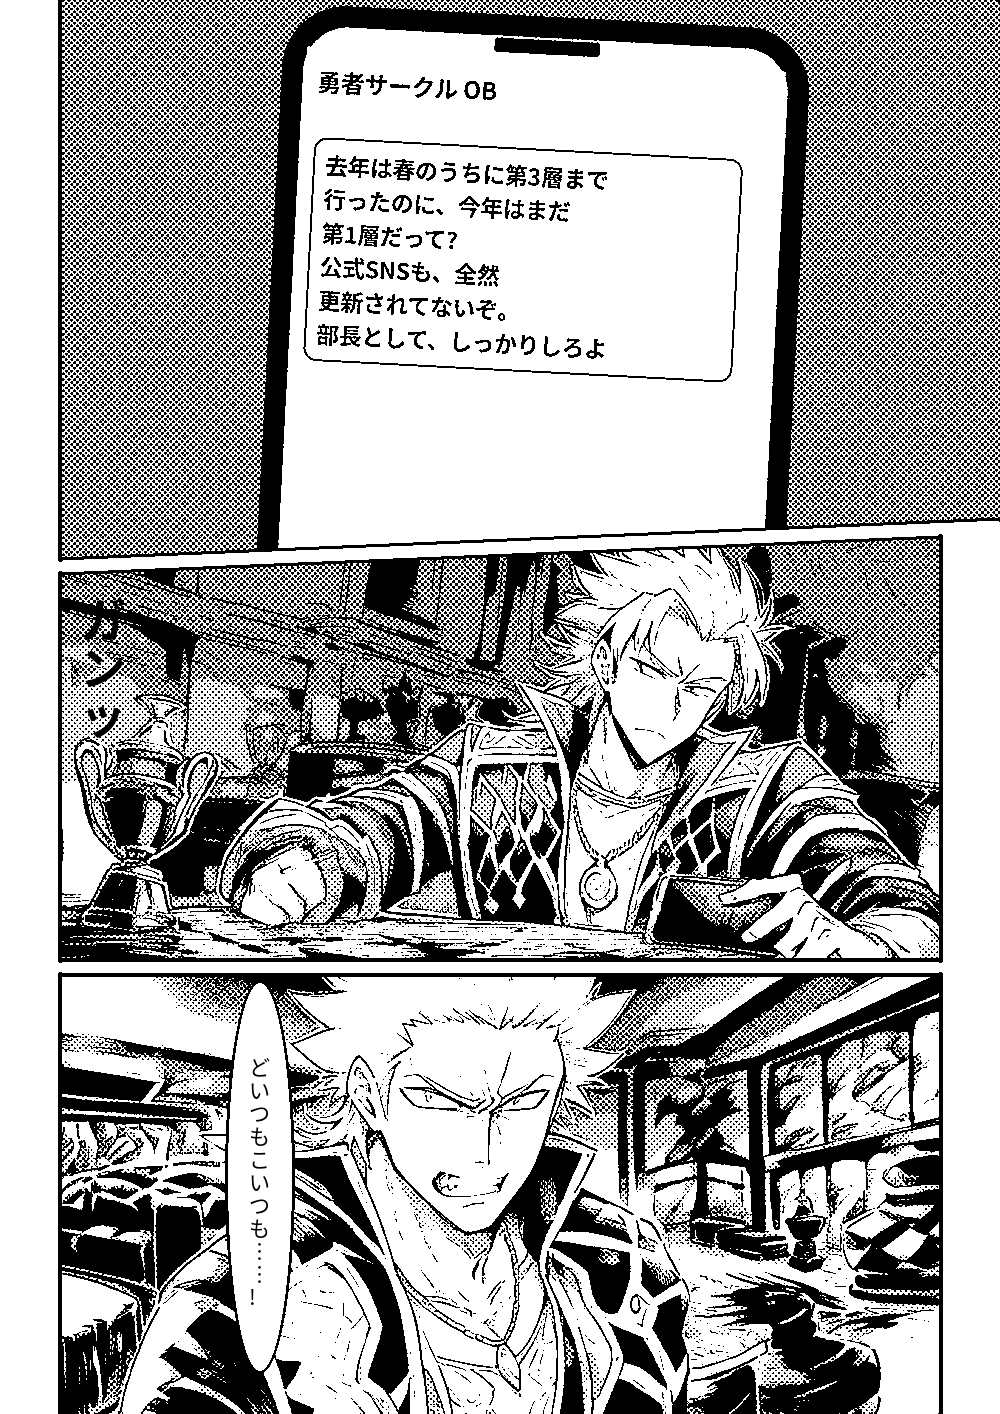 勇者サークル OB
去年は春のうちに第3層まで
行ったのに、今年はまだ
第1層だって?
公式SNSも、全然
更新されてないぞ。
部長として、しっかりしろよ
ガンッ
どいつもこいつも……!